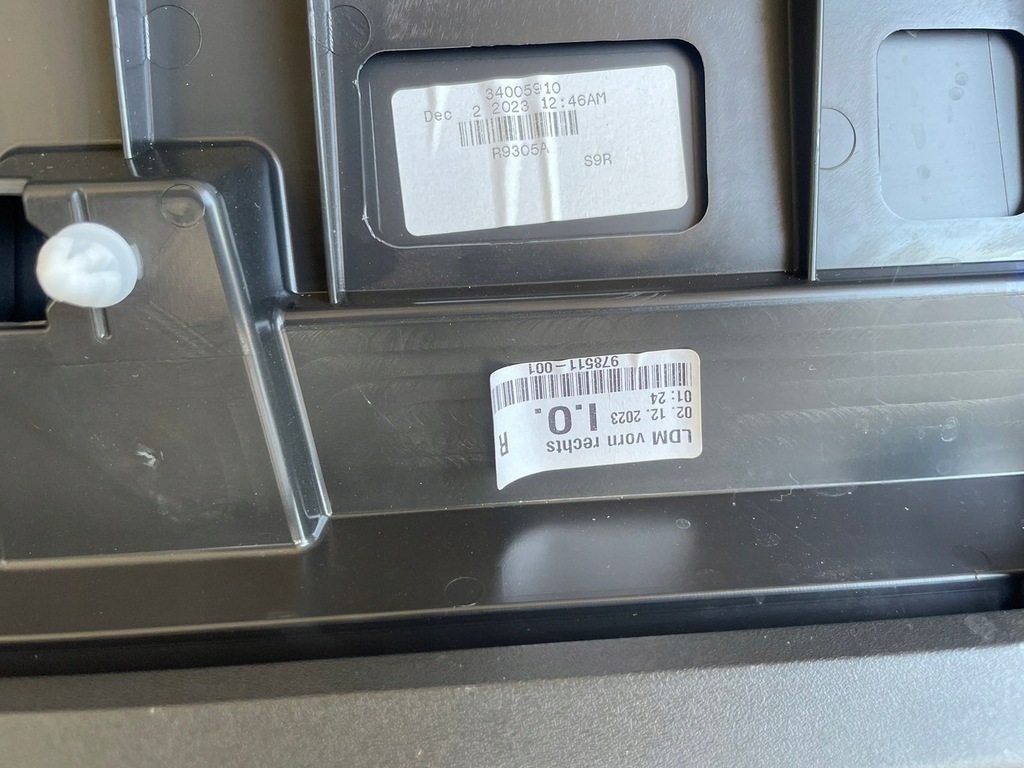 34005910
Dec 2 2023 12:46AM
R9305A
S9R
LDM vorn rechts
R
02. 12. 2023
01: 24
I.O.
978511-001